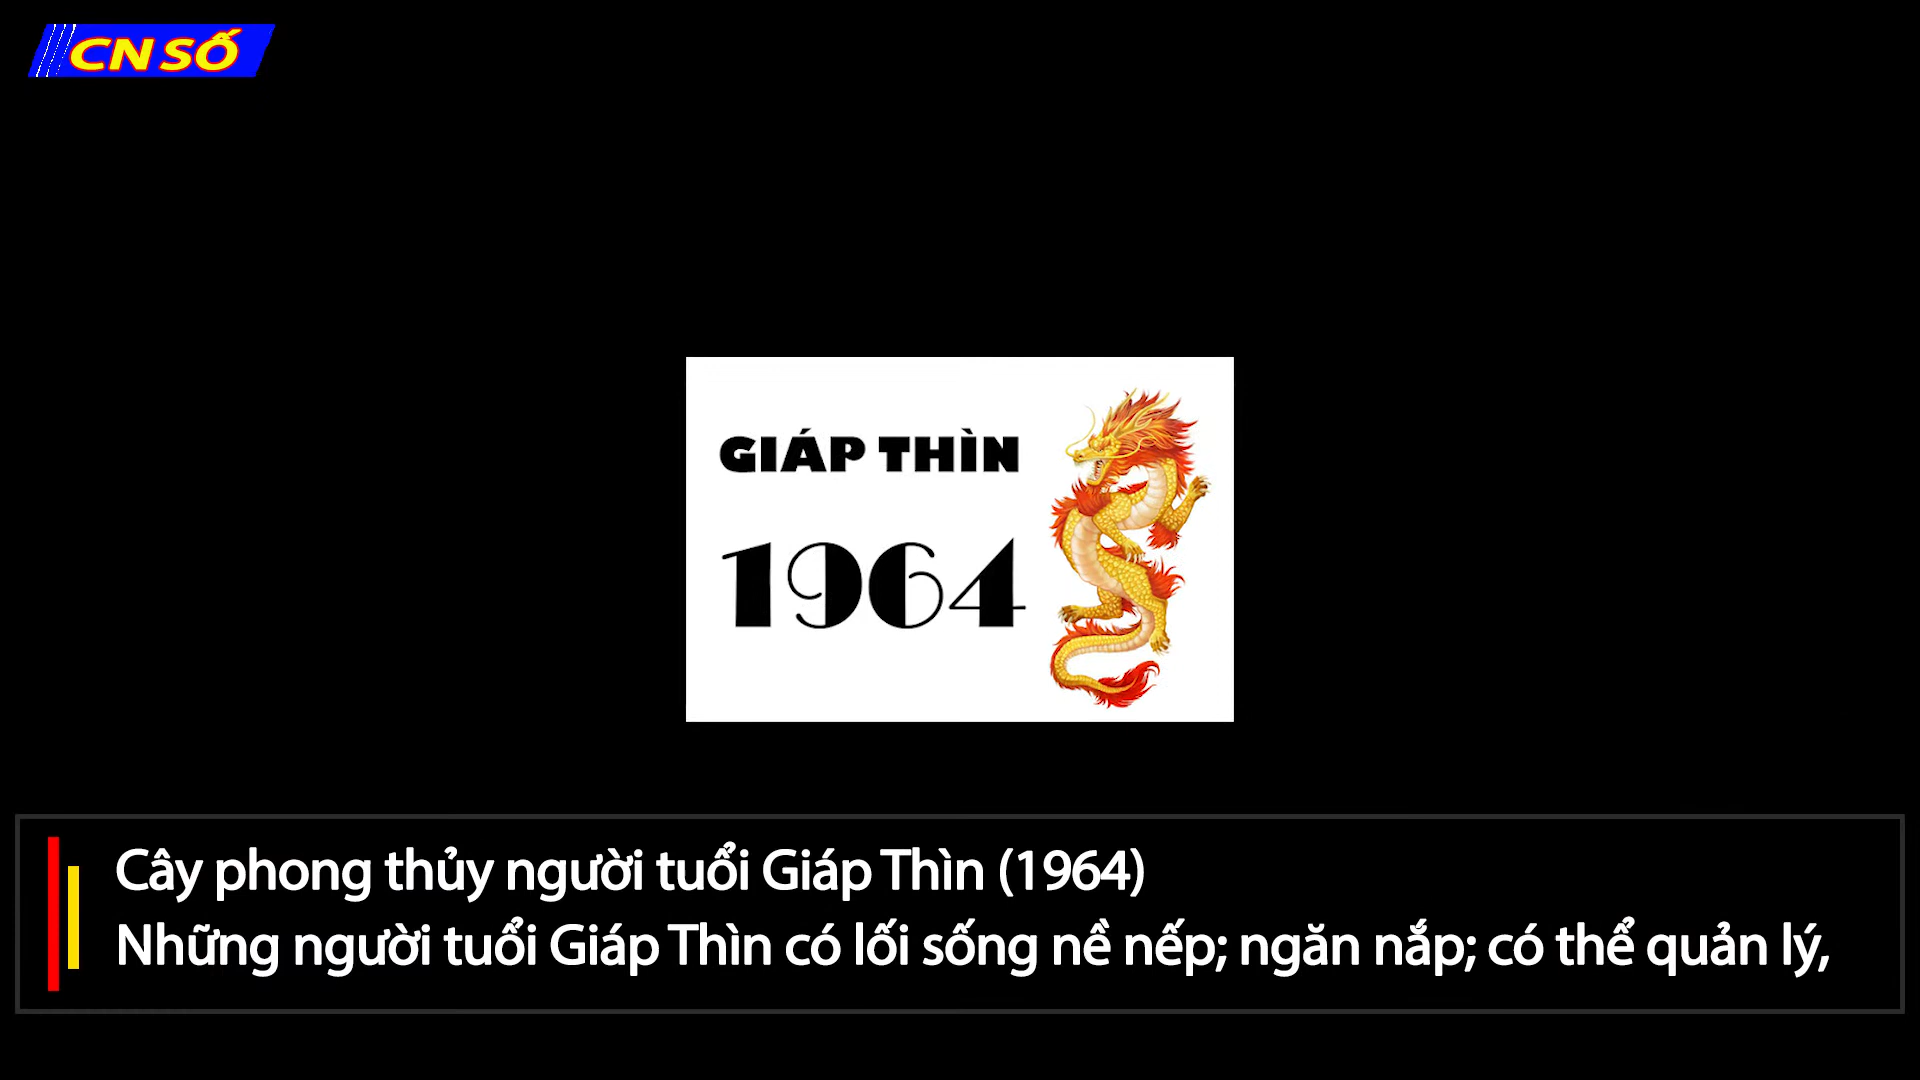 CN SỐ
GIÁP THÌN
1964
Cây phong thủy người tuổi Giáp Thìn (1964)
Những người tuổi Giáp Thìn có lối sống nề nếp; ngăn nắp; có thể quản lý,